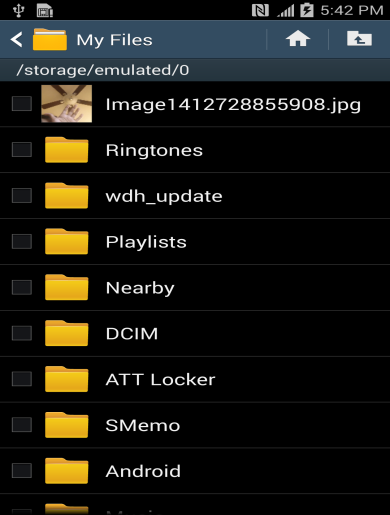 5:42 PM
My Files
/storage/emulated/0
Image1412728855908.jpg
Ringtones
wdh_update
Playlists
Nearby
DCIM
ATT Locker
SMemo
Android